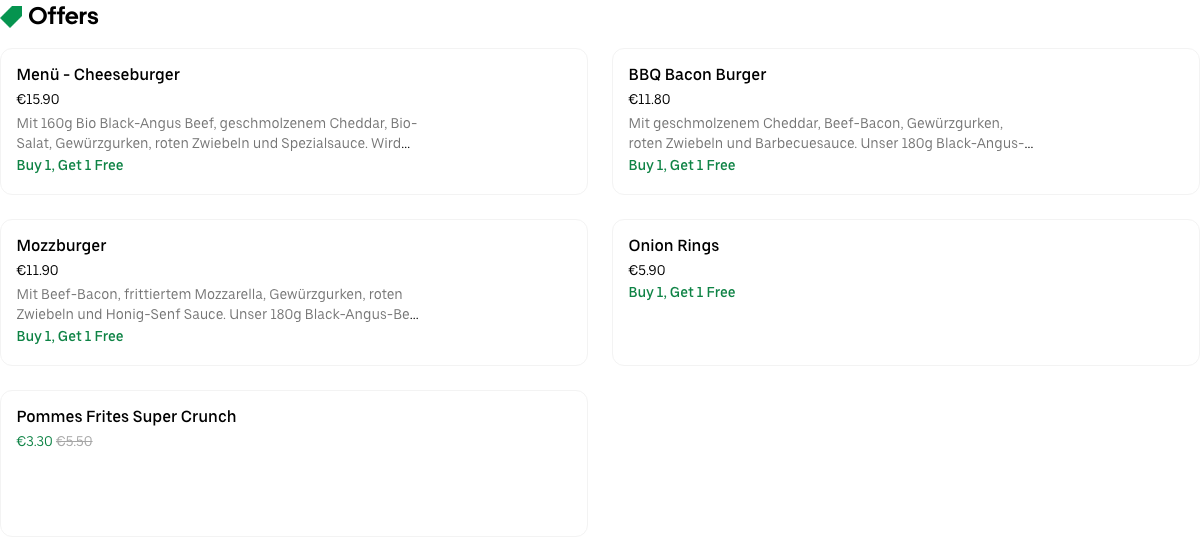 Offers
Menü - Cheeseburger
€15.90
Mit 160g Bio Black-Angus Beef, geschmolzenem Cheddar, Bio-
Salat, Gewürzgurken, roten Zwiebeln und Spezialsauce. Wird...
Buy 1, Get 1 Free
BBQ Bacon Burger
€11.80
Mit geschmolzenem Cheddar, Beef-Bacon, Gewürzgurken,
roten Zwiebeln und Barbecuesauce. Unser 180g Black-Angus-...
Buy 1, Get 1 Free
Mozzburger
€11.90
Mit Beef-Bacon, frittiertem Mozzarella, Gewürzgurken, roten
Zwiebeln und Honig-Senf Sauce. Unser 180g Black-Angus-Be...
Buy 1, Get 1 Free
Onion Rings
€5.90
Buy 1, Get 1 Free
Pommes Frites Super Crunch
€3.30 €5.50